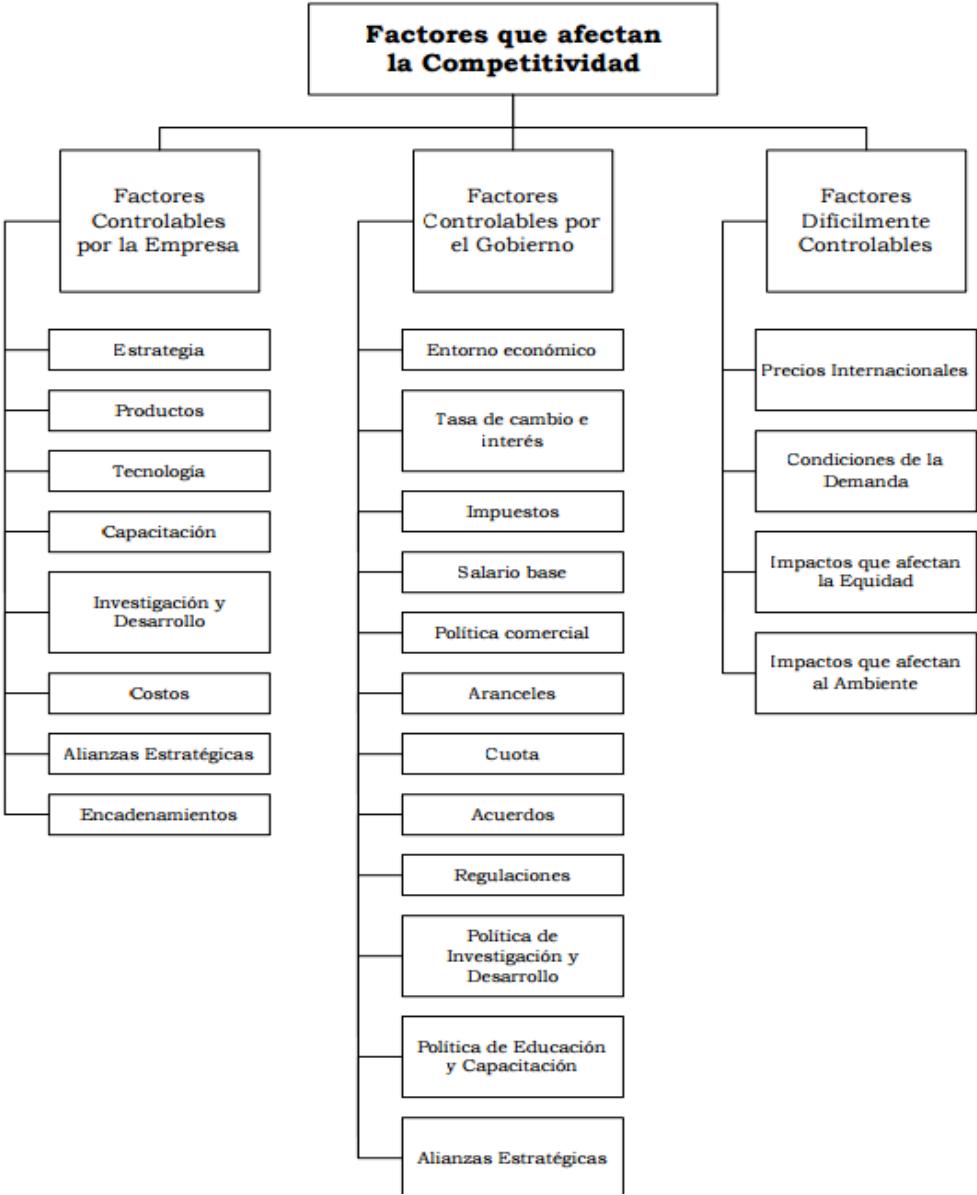 Factores que afectan
la Competitividad
Factores
Controlables
por la Empresa
Estrategia
Productos
Tecnología
Capacitación
Investigación y
Desarrollo
Costos
Alianzas Estratégicas
Encadenamientos
Factores
Controlables por
el Gobierno
Entorno económico
Tasa de cambio e
interés
Impuestos
Salario base
Política comercial
Aranceles
Cuota
Acuerdos
Regulaciones
Política de
Investigación y
Desarrollo
Política de Educación
y Capacitación
Alianzas Estratégicas
Factores
Difícilmente
Controlables
Precios Internacionales
Condiciones de la
Demanda
Impactos que afectan
la Equidad
Impactos que afectan
al Ambiente